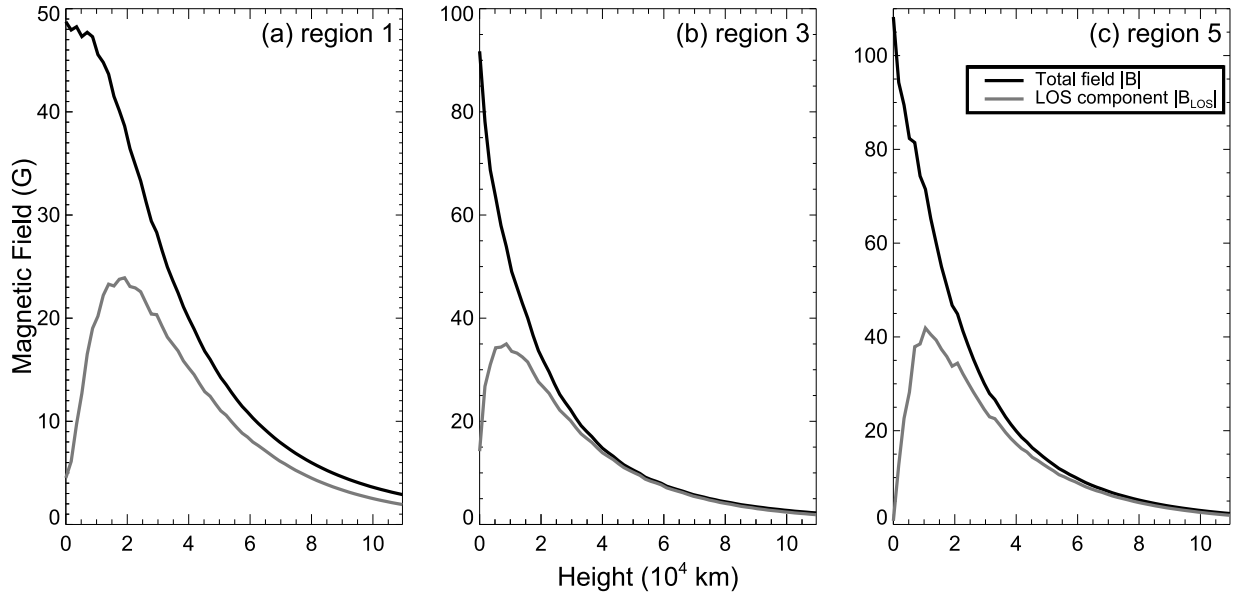 (a) region 1
50
40
30
20
10
0
0 2 4 6 8 10
Magnetic Field (G)
(b) region 3
100
80
60
40
20
0
0 2 4 6 8 10
Height (10⁴ km)
(c) region 5
Total field |B|
LOS component |B_LOS|
100
80
60
40
20
0
0 2 4 6 8 10